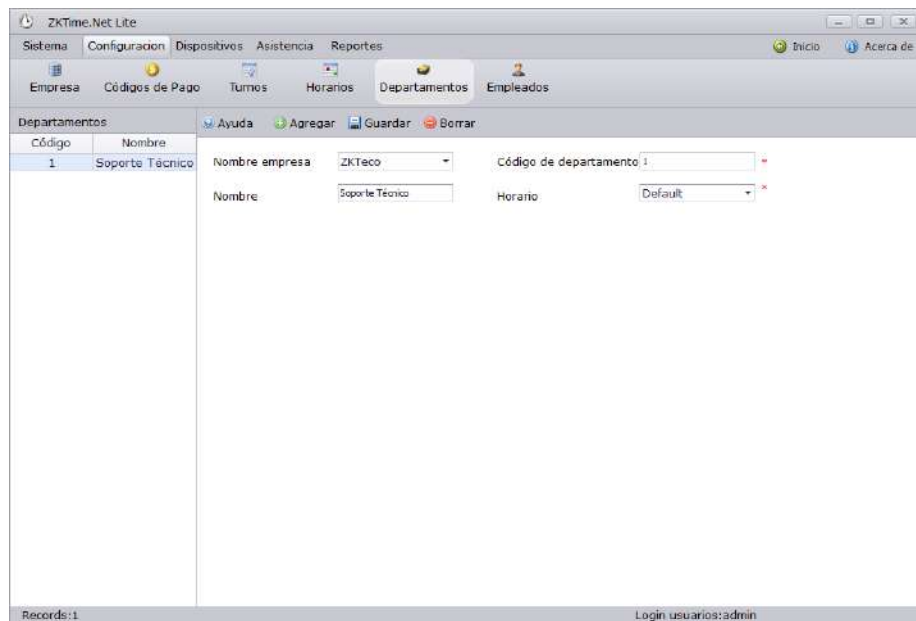 ZKTime.Net Lite
Sistema Configuracion Dispositivos Asistencia Reportes Inicio Acerca de
Empresa Códigos de Pago Turnos Horarios Departamentos Empleados
Departamentos Ayuda Agregar Guardar Borrar
Código Nombre
1 Soporte Técnico
Nombre empresa ZKTeco Código de departamento 1 *
Nombre Soporte Técnico Horario Default *
Records:1 Login usuarios:admin